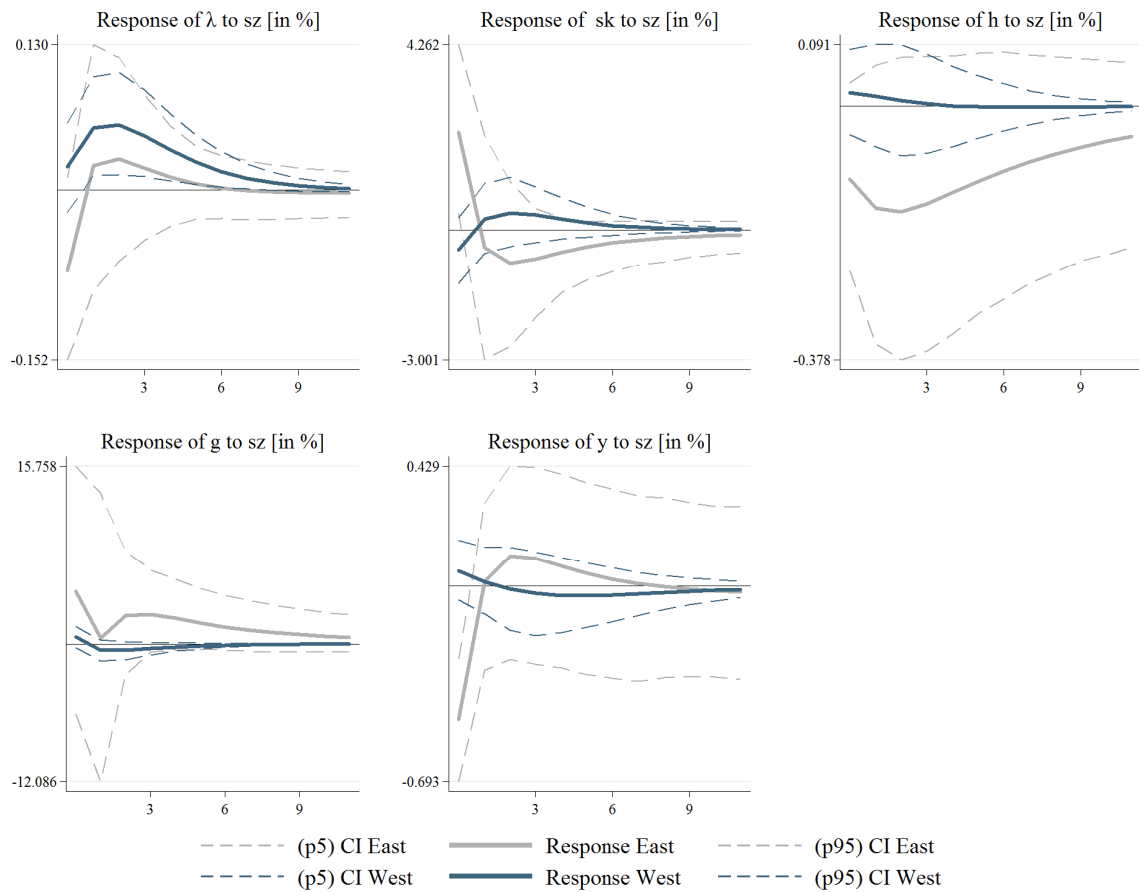 Response of λ to sz [in %]
0.130
-0.152
3 6 9
Response of sk to sz [in %]
4.262
-3.001
3 6 9
Response of h to sz [in %]
0.091
-0.378
3 6 9
Response of g to sz [in %]
15.758
-12.086
3 6 9
Response of y to sz [in %]
0.429
-0.693
3 6 9
(p5) CI East Response East (p95) CI East
(p5) CI West Response West (p95) CI West